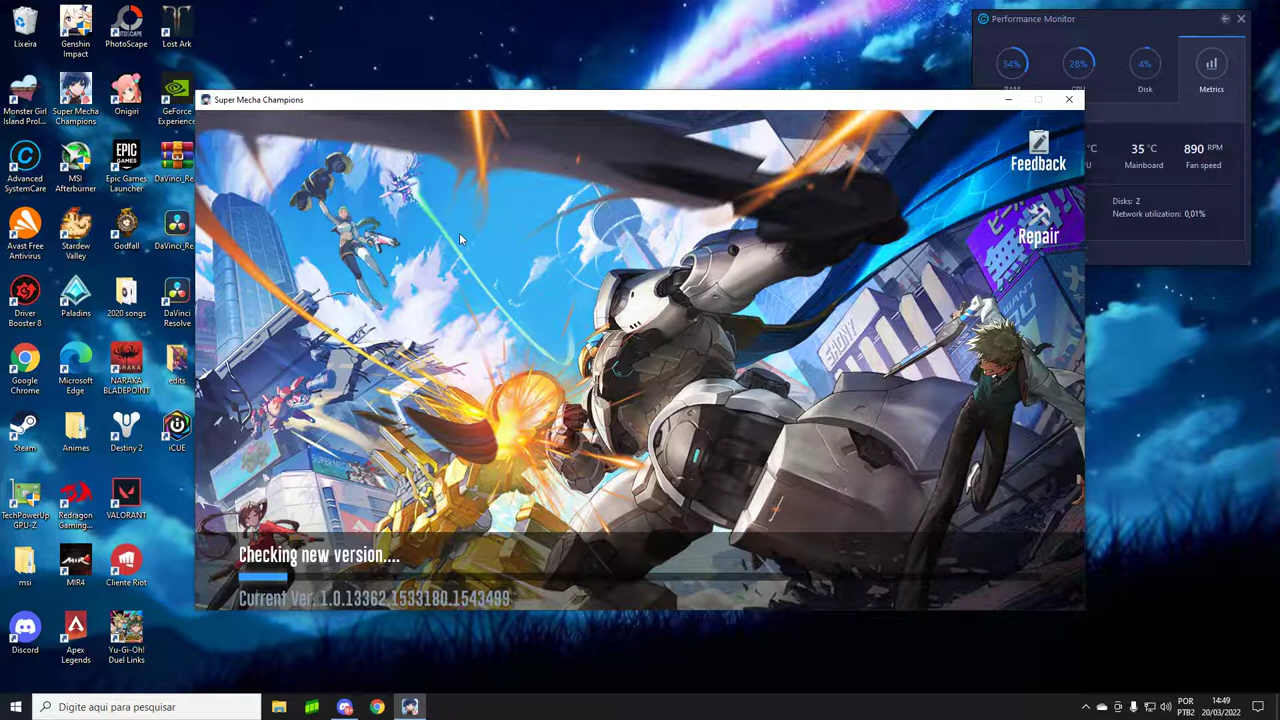 Lixeira
Genshin
Impact
PhotoScape
Lost Ark
Monster Girl
Island Prol...
Super Mecha
Champions
Onigiri
GeForce
Experience
Advanced
SystemCare
MSI
Afterburner
Epic Games
Launcher
DaVinci_Re...
Avast Free
Antivirus
Stardew
Valley
Godfall
DaVinci_Re...
Driver
Booster 8
Paladins
2020 songs
DaVinci
Resolve
Google
Chrome
Microsoft
Edge
NARAKA
BLADEPOINT
edits
Steam
Animes
Destiny 2
iCUE
TechPowerUp
GPU-Z
Redragon
Gaming...
VALORANT
msi
MIR4
Cliente Riot
Discord
Apex
Legends
Yu-Gi-Oh!
Duel Links
Super Mecha Champions
Feedback
Repair
Checking new version....
Current Ver. 1.0.13362.1533180.1543499
Performance Monitor
34%
28%
4%
Disk
Metrics
°C
35 °C
890 RPM
Mainboard
Fan speed
Disks: 2
Network utilization: 0,01%
Digite aqui para pesquisar
POR
PTB2
14:49
20/03/2022